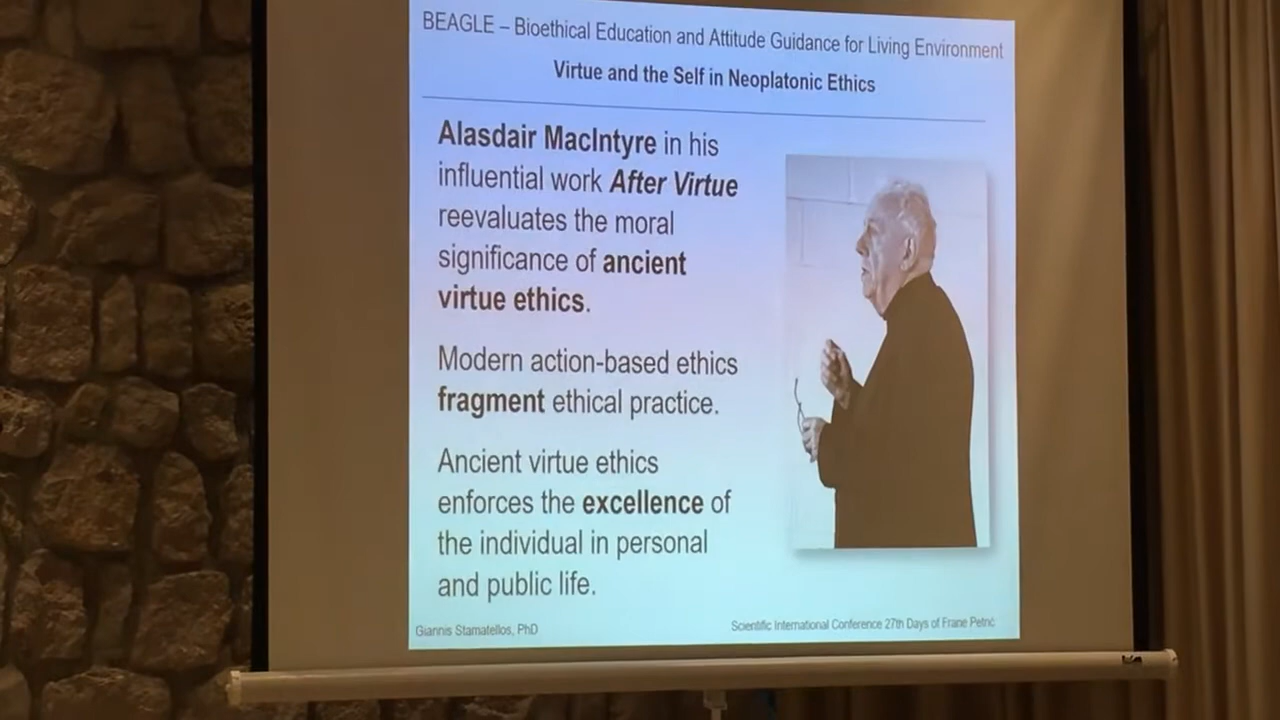 BEAGLE – Bioethical Education and Attitude Guidance for Living Environment
Virtue and the Self in Neoplatonic Ethics
Alasdair MacIntyre in his
influential work After Virtue
reevaluates the moral
significance of ancient
virtue ethics.
Modern action-based ethics
fragment ethical practice.
Ancient virtue ethics
enforces the excellence of
the individual in personal
and public life.
Giannis Stamatellos, PhD
Scientific International Conference 27th Days of Frane Petrić